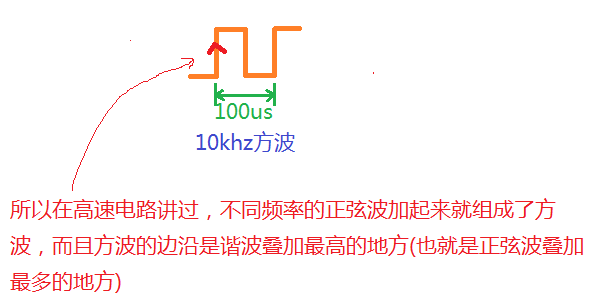 100us
10khz方波
所以在高速电路讲过，不同频率的正弦波加起来就组成了方
波，而且方波的边沿是谐波叠加最高的地方(也就是正弦波叠加
最多的地方)